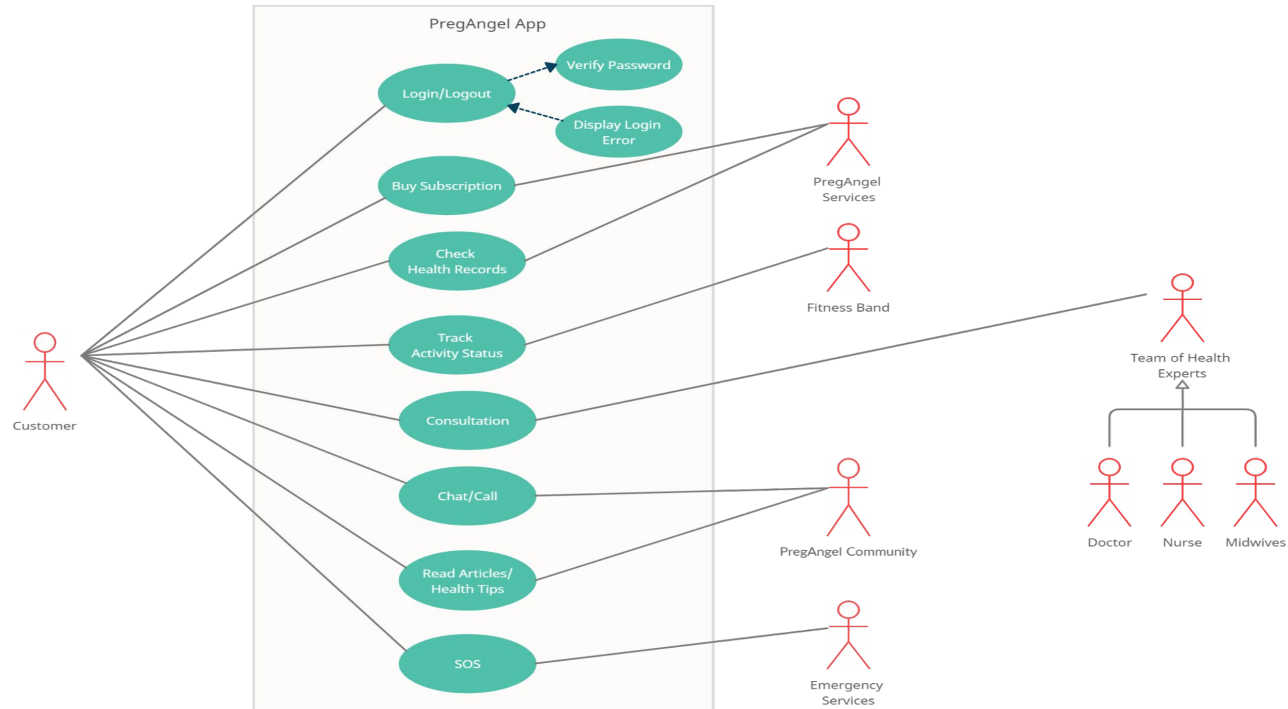 PregAngel App
Login/Logout
Verify Password
Display Login
Error
Buy Subscription
Check
Health Records
Track
Activity Status
Consultation
Chat/Call
Read Articles/
Health Tips
SOS
Customer
PregAngel
Services
Fitness Band
PregAngel Community
Emergency
Services
Team of Health
Experts
Doctor
Nurse
Midwives